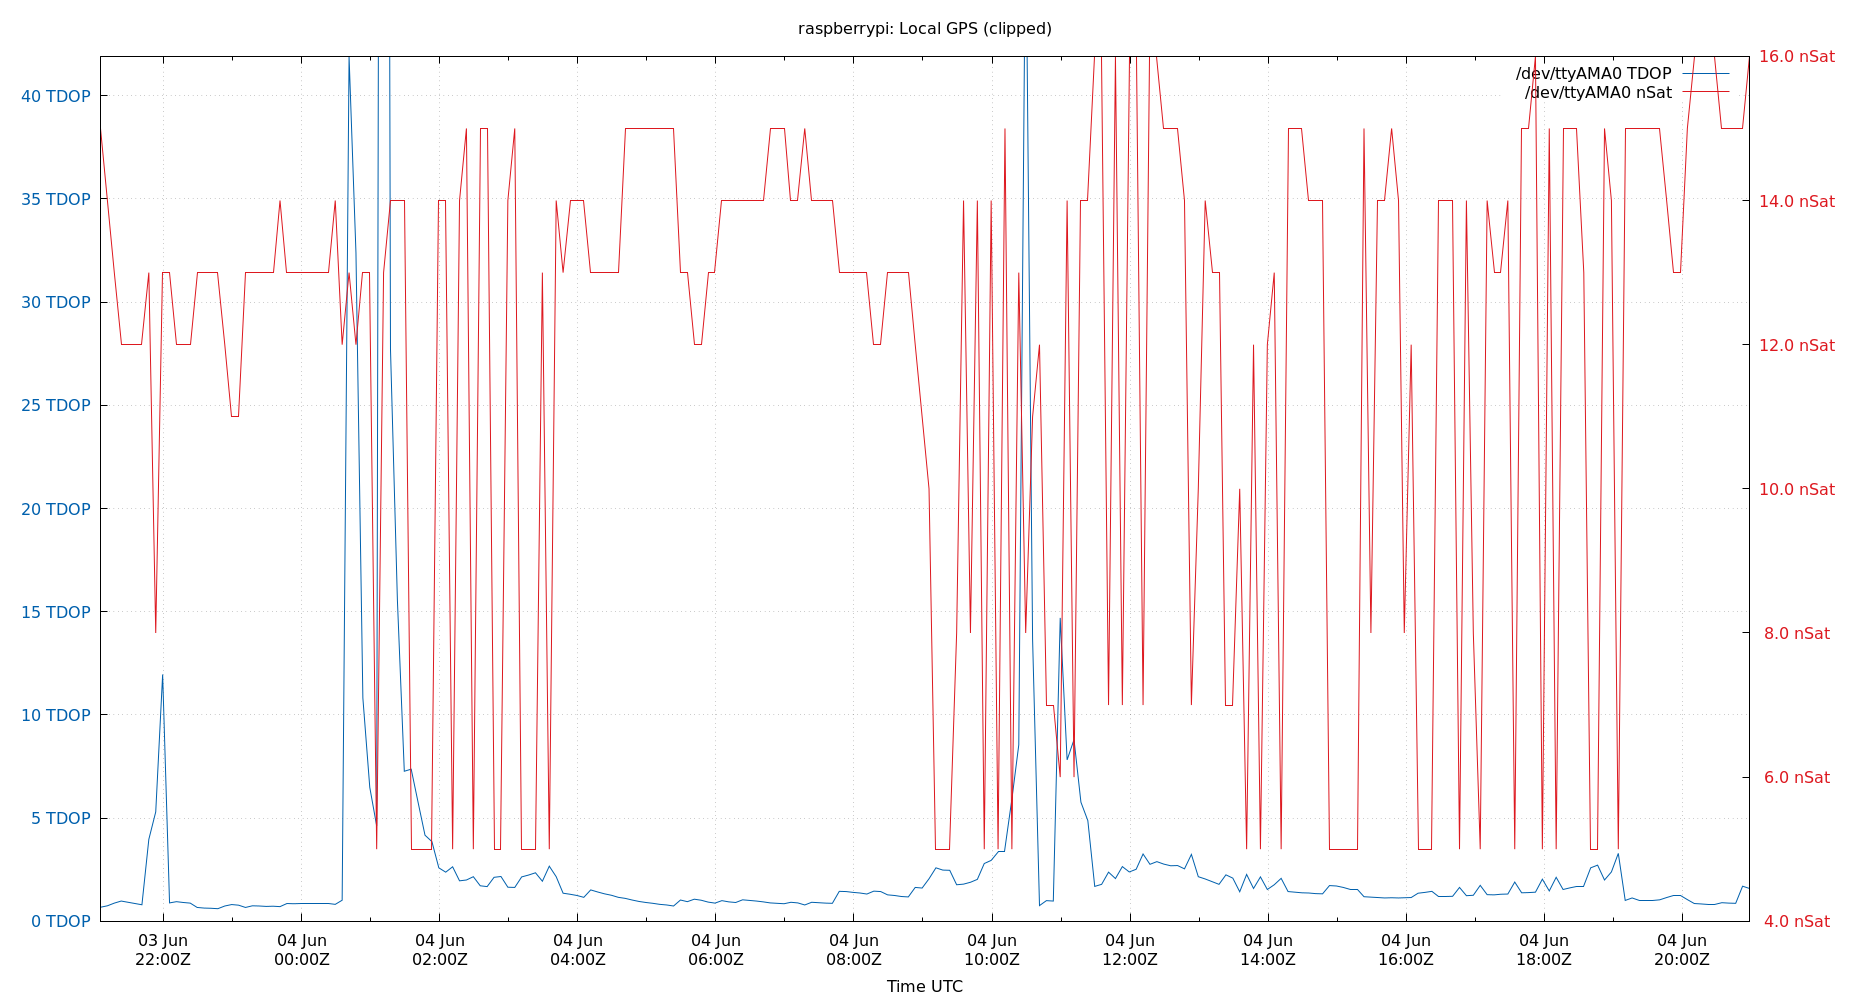 raspberrypi: Local GPS (clipped)
/dev/ttyAMA0 TDOP
/dev/ttyAMA0 nSat
40 TDOP
35 TDOP
30 TDOP
25 TDOP
20 TDOP
15 TDOP
10 TDOP
5 TDOP
0 TDOP
16.0 nSat
14.0 nSat
12.0 nSat
10.0 nSat
8.0 nSat
6.0 nSat
4.0 nSat
03 Jun
22:00Z
04 Jun
00:00Z
04 Jun
02:00Z
04 Jun
04:00Z
04 Jun
06:00Z
04 Jun
08:00Z
04 Jun
10:00Z
04 Jun
12:00Z
04 Jun
14:00Z
04 Jun
16:00Z
04 Jun
18:00Z
04 Jun
20:00Z
Time UTC